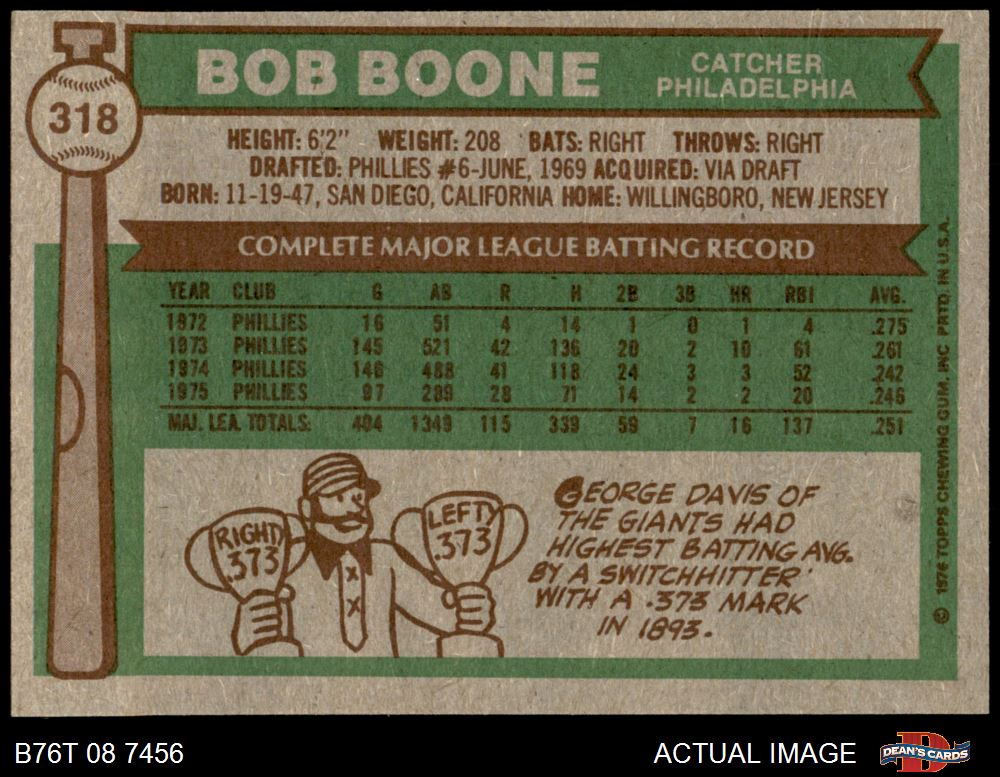 318
BOB BOONE
CATCHER
PHILADELPHIA
HEIGHT: 6'2" WEIGHT: 208 BATS: RIGHT THROWS: RIGHT
DRAFTED: PHILLIES #6-JUNE, 1969 ACQUIRED: VIA DRAFT
BORN: 11-19-47, SAN DIEGO, CALIFORNIA HOME: WILLINGBORO, NEW JERSEY
COMPLETE MAJOR LEAGUE BATTING RECORD
YEAR CLUB G AB R H 2B 3B HR RBI AVG.
1972 PHILLIES 16 51 4 14 1 0 1 4 .275
1973 PHILLIES 145 521 42 136 20 2 10 61 .261
1974 PHILLIES 146 488 41 118 24 3 3 52 .242
1975 PHILLIES 97 289 28 71 14 2 2 20 .246
MAJ. LEA. TOTALS: 404 1349 115 339 59 7 16 137 .251
RIGHT
.373
LEFT
.373
GEORGE DAVIS OF
THE GIANTS HAD
HIGHEST BATTING AVG.
BY A SWITCHHITTER
WITH A .373 MARK
IN 1893.
© 1976 TOPPS CHEWING GUM, INC. PRTD. IN U.S.A.
B76T 08 7456
ACTUAL IMAGE
D
DEAN'S CARDS